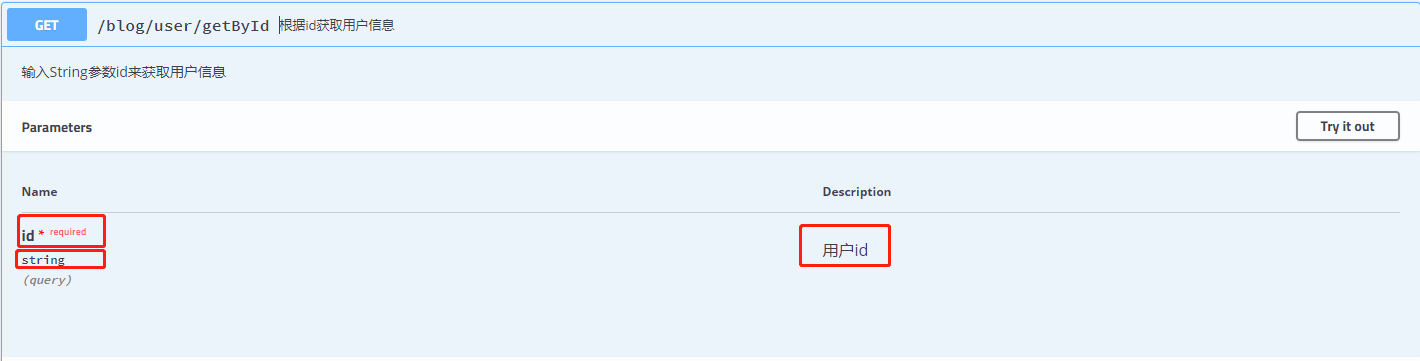 GET /blog/user/getById 根据id获取用户信息
输入String参数id来获取用户信息
Parameters Try it out
Name Description
id * required
string 用户id
(query)